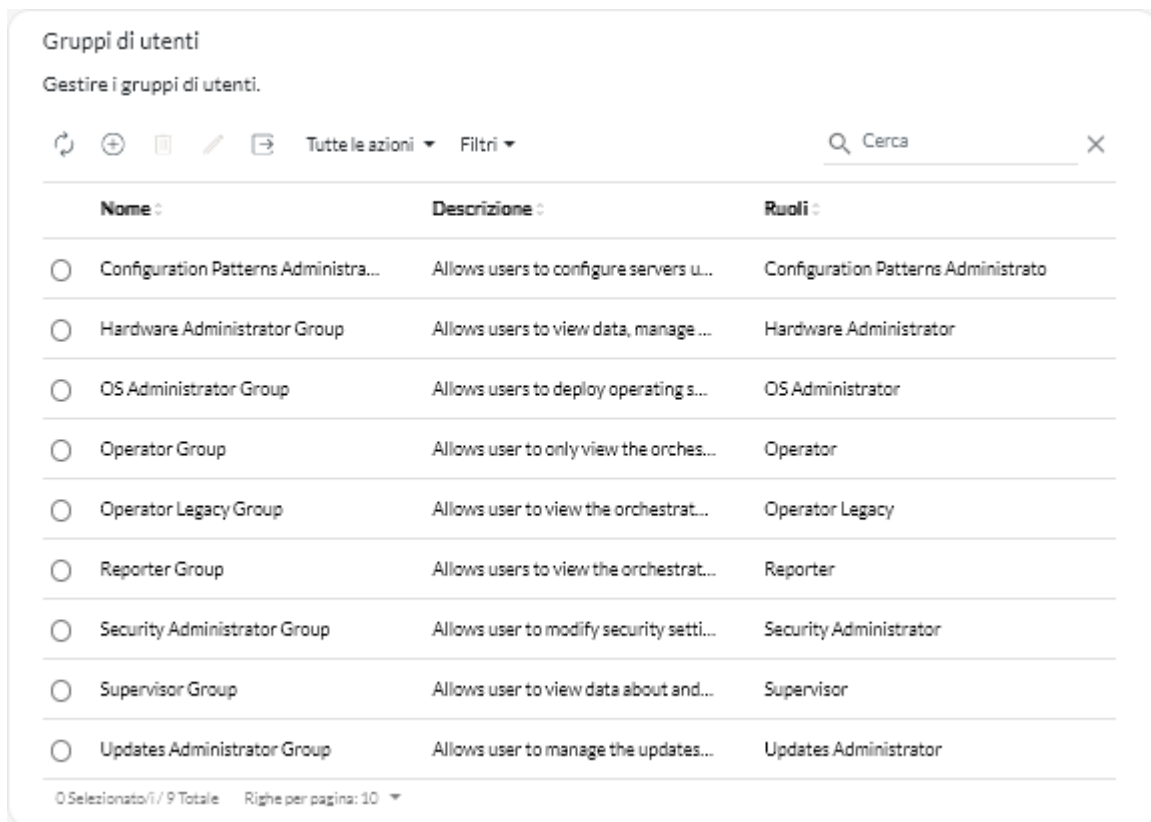 Gruppi di utenti
Gestire i gruppi di utenti.
Tutte le azioni Filtri Cerca
Nome Descrizione Ruoli
Configuration Patterns Administra... Allows users to configure servers u... Configuration Patterns Administrato
Hardware Administrator Group Allows users to view data, manage ... Hardware Administrator
OS Administrator Group Allows users to deploy operating s... OS Administrator
Operator Group Allows user to only view the orches... Operator
Operator Legacy Group Allows user to view the orchestrat... Operator Legacy
Reporter Group Allows users to view the orchestrat... Reporter
Security Administrator Group Allows user to modify security setti... Security Administrator
Supervisor Group Allows user to view data about and... Supervisor
Updates Administrator Group Allows user to manage the updates... Updates Administrator
0 Selezionato/i / 9 Totale Righe per pagina: 10